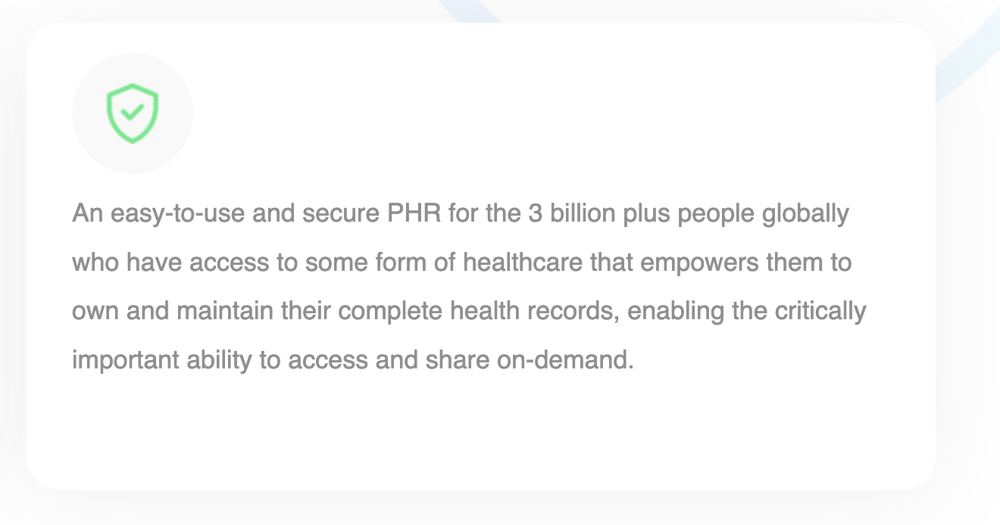 An easy-to-use and secure PHR for the 3 billion plus people globally
who have access to some form of healthcare that empowers them to
own and maintain their complete health records, enabling the critically
important ability to access and share on-demand.